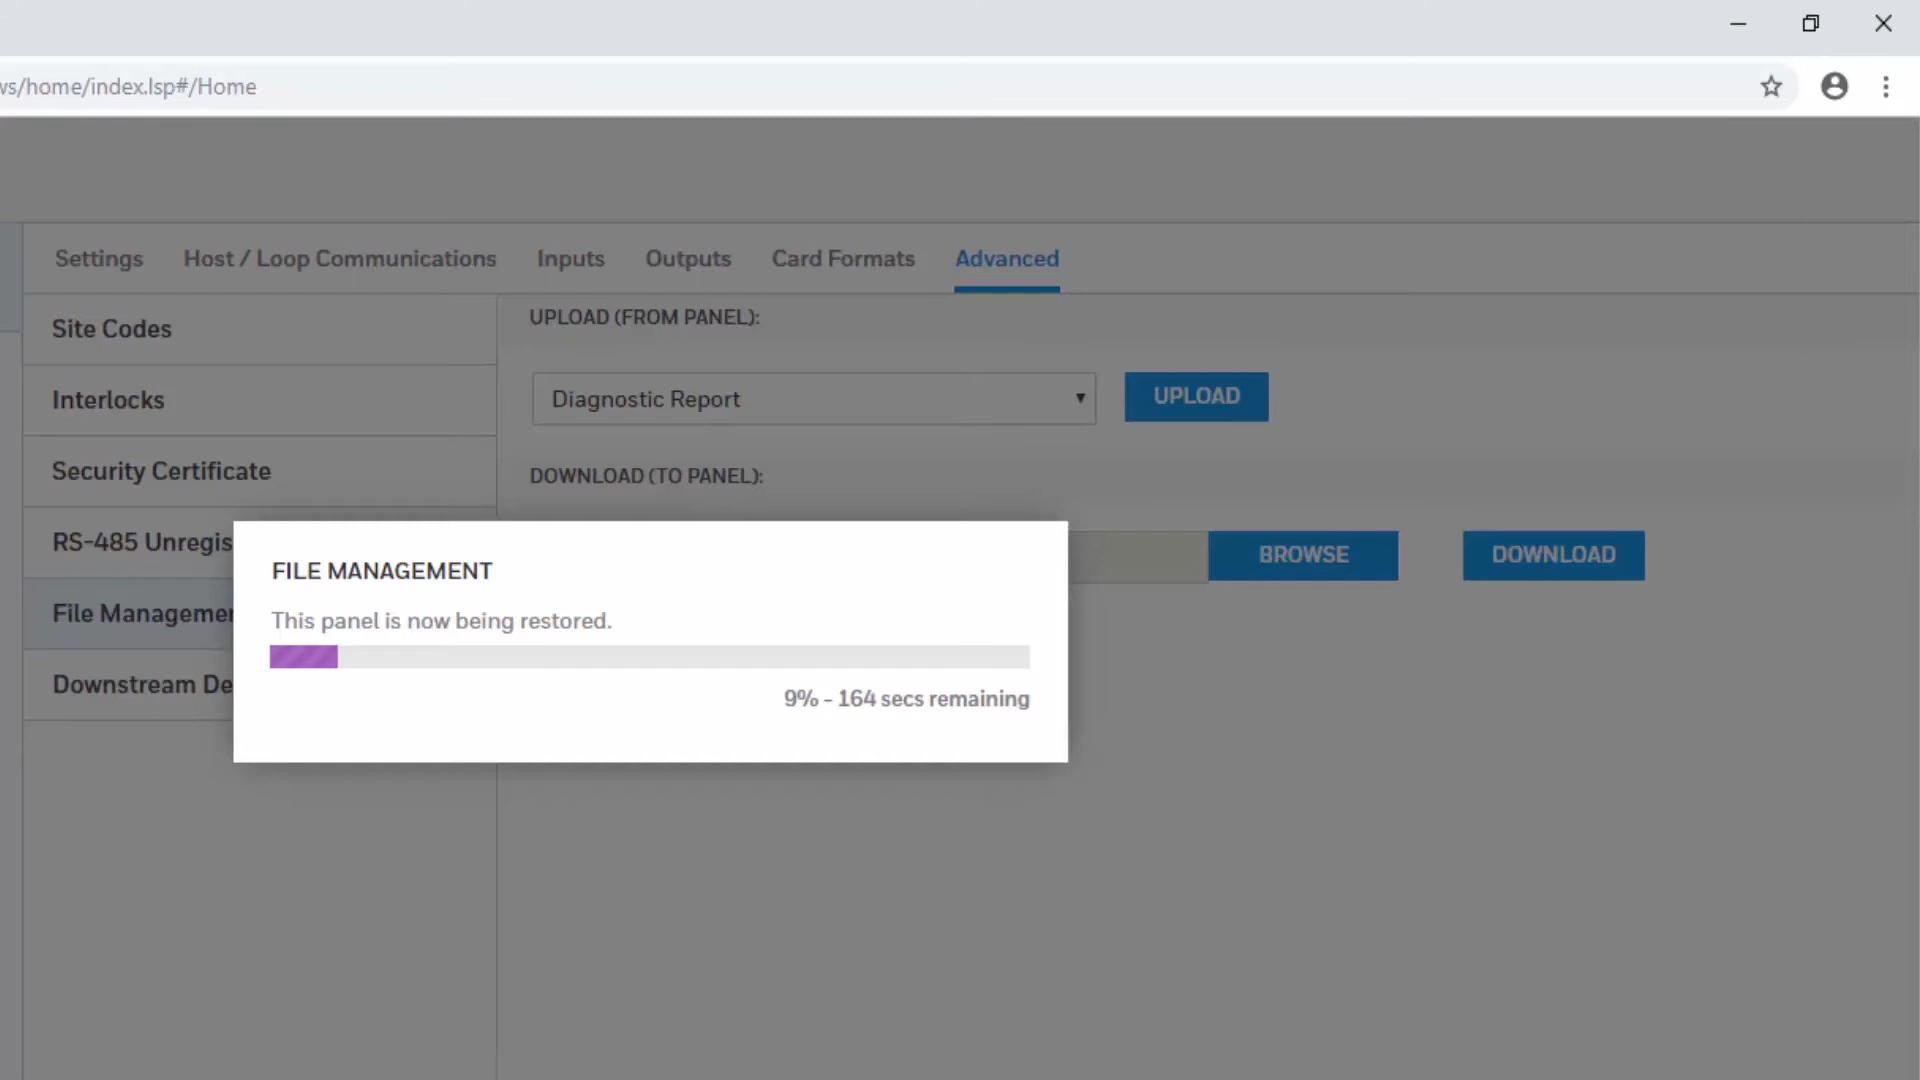 ws/home/index.lsp#/Home
Settings Host / Loop Communications Inputs Outputs Card Formats Advanced
Site Codes
Interlocks
Security Certificate
RS-485 Unregis
File Managemen
Downstream De
UPLOAD (FROM PANEL):
Diagnostic Report UPLOAD
DOWNLOAD (TO PANEL):
BROWSE DOWNLOAD
FILE MANAGEMENT
This panel is now being restored.
9% - 164 secs remaining